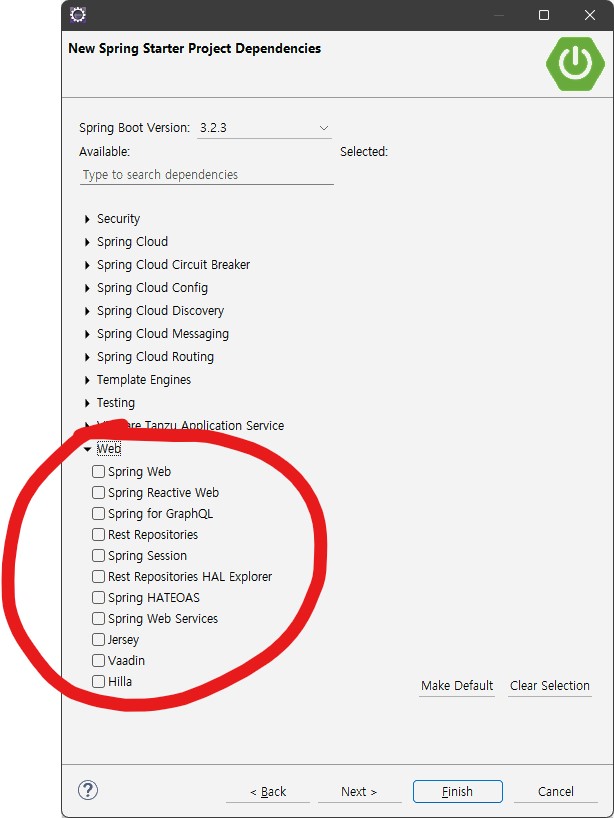 New Spring Starter Project Dependencies
Spring Boot Version: 3.2.3
Available: Selected:
Type to search dependencies
Security
Spring Cloud
Spring Cloud Circuit Breaker
Spring Cloud Config
Spring Cloud Discovery
Spring Cloud Messaging
Spring Cloud Routing
Template Engines
Testing
VMware Tanzu Application Service
Web
Spring Web
Spring Reactive Web
Spring for GraphQL
Rest Repositories
Spring Session
Rest Repositories HAL Explorer
Spring HATEOAS
Spring Web Services
Jersey
Vaadin
Hilla
Make Default Clear Selection
? < Back Next > Finish Cancel